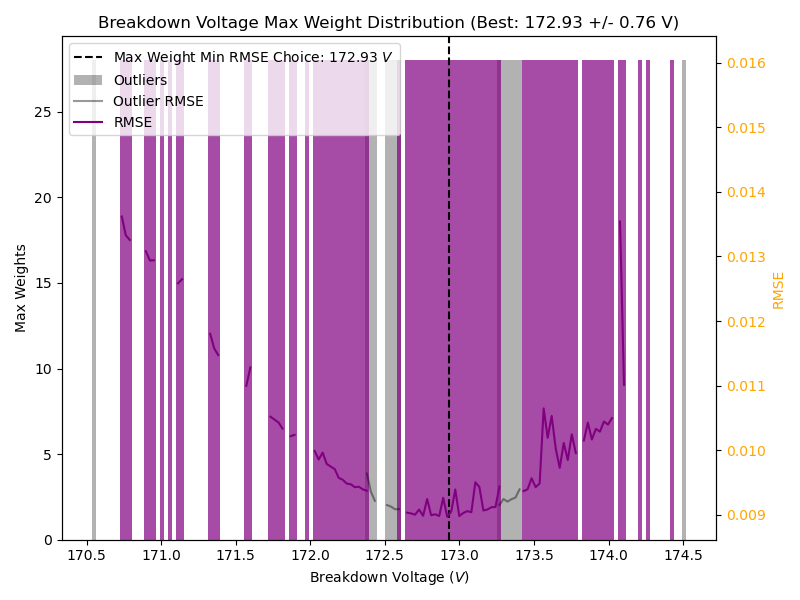 Breakdown Voltage Max Weight Distribution (Best: 172.93 +/- 0.76 V)
Max Weight Min RMSE Choice: 172.93 V
Outliers
Outlier RMSE
RMSE
Max Weights
0
5
10
15
20
25
RMSE
0.016
0.015
0.014
0.013
0.012
0.011
0.010
0.009
170.5 171.0 171.5 172.0 172.5 173.0 173.5 174.0 174.5
Breakdown Voltage (V)